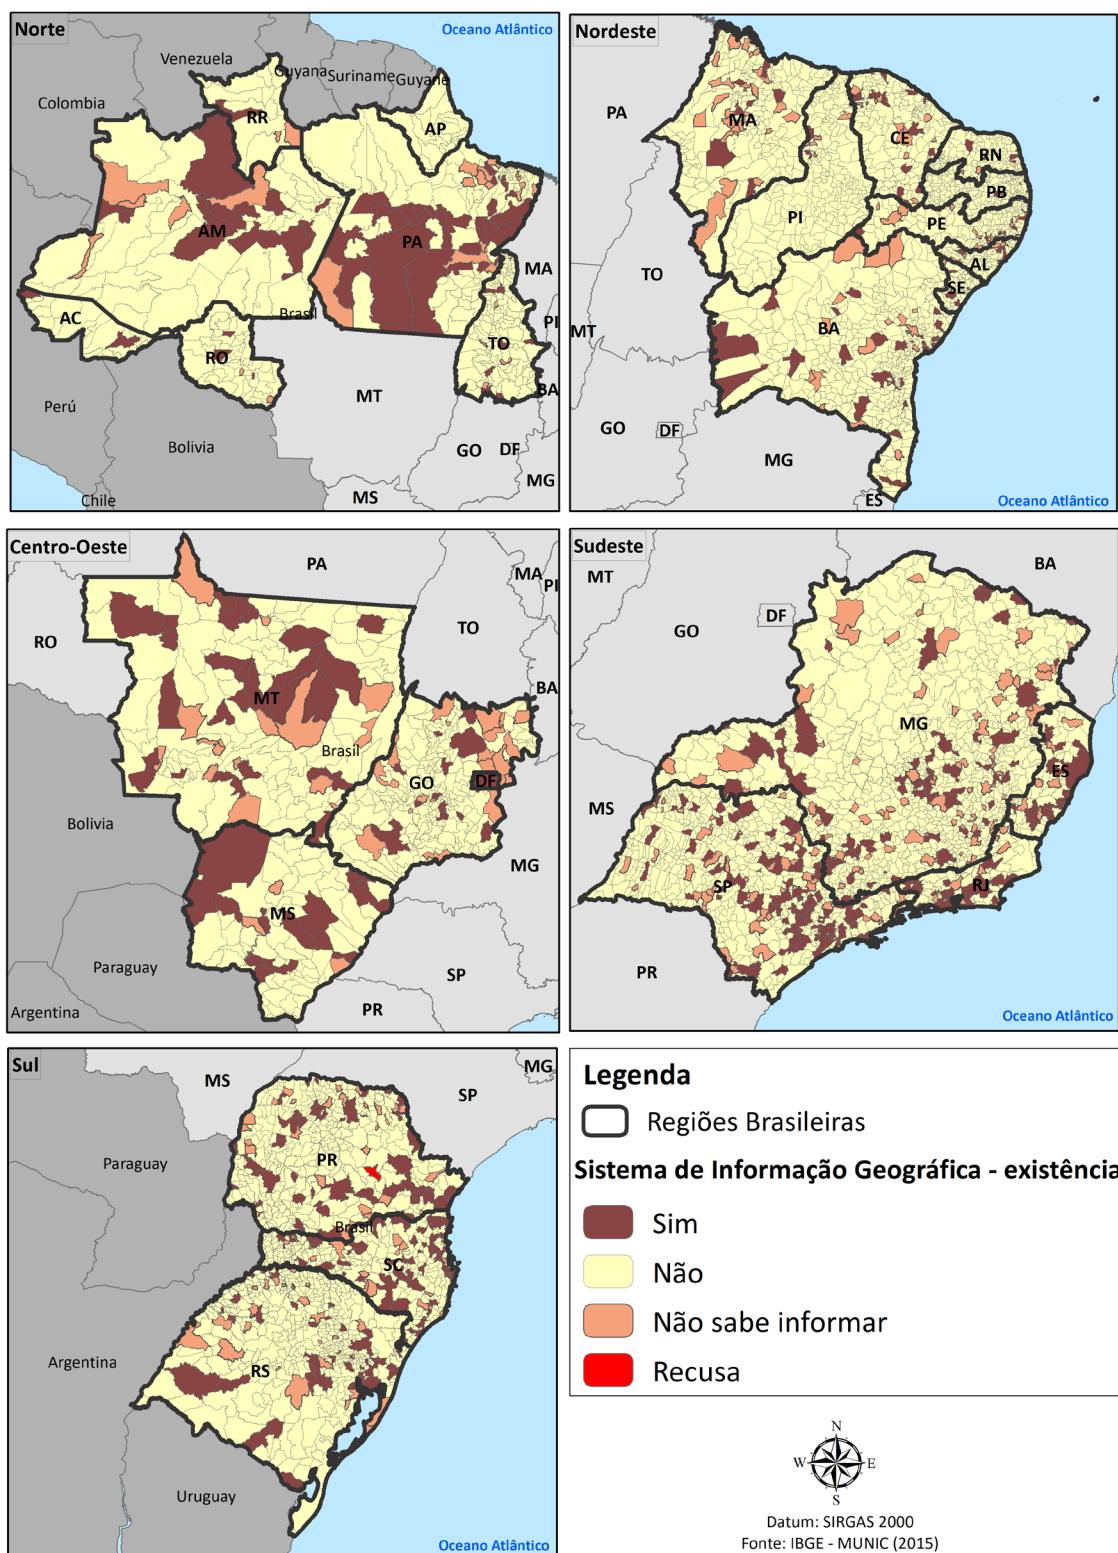 Norte
Oceano Atlântico
Venezuela
Guyana
Suriname
Guyane
Colombia
RR
AP
AM
PA
MA
AC
Brasil
PI
RO
TO
MT
BA
Perú
Bolivia
GO
DF
MG
MS
Chile
Nordeste
PA
MA
CE
RN
PB
PI
PE
TO
AL
SE
MT
BA
GO
DF
MG
ES
Oceano Atlântico
Centro-Oeste
PA
MA
PI
RO
TO
BA
MT
Brasil
GO
DF
Bolivia
MG
MS
Paraguay
SP
Argentina
PR
Sudeste
MT
BA
DF
GO
MG
ES
MS
SP
RJ
PR
Oceano Atlântico
Sul
MS
MG
SP
Paraguay
PR
Brasil
SC
Argentina
RS
Uruguay
Oceano Atlântico
Legenda
Regiões Brasileiras
Sistema de Informação Geográfica - existência
Sim
Não
Não sabe informar
Recusa
N
W E
S
Datum: SIRGAS 2000
Fonte: IBGE - MUNIC (2015)